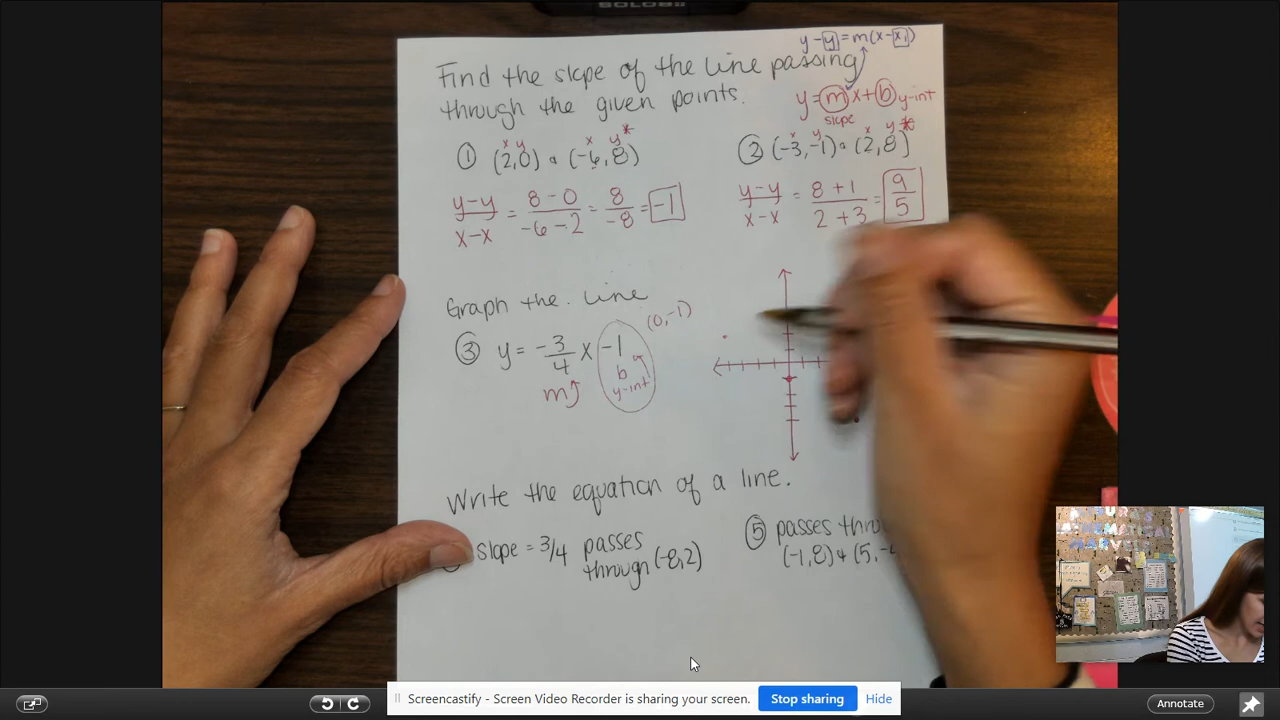 SOLO8
y-y=m(x-x₁)
Find the slope of the line passing
through the given points.
y=mx+b y-int
slope
x y x y*
① (2,0) & (-6,8)
x y x y*
② (-3,-1) & (2,8)
y-y/x-x = 8-0/-6-2 = 8/-8 = -1
y-y/x-x = 8+1/2+3 = 9/5
Graph the line
(0,-1)
③ y = -3/4 x -1
m b
y-int
Write the equation of a line.
slope = 3/4 passes
through (-8,2)
⑤ passes
(-1,8) &
Screencastify - Screen Video Recorder is sharing your screen.
Stop sharing
Hide
Annotate